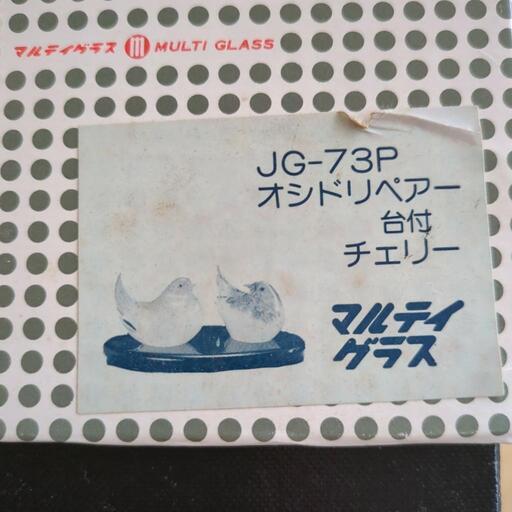 マルティグラス MULTI GLASS
JG-73P
オシドリペアー
台付
チェリー
マルティ
グラス